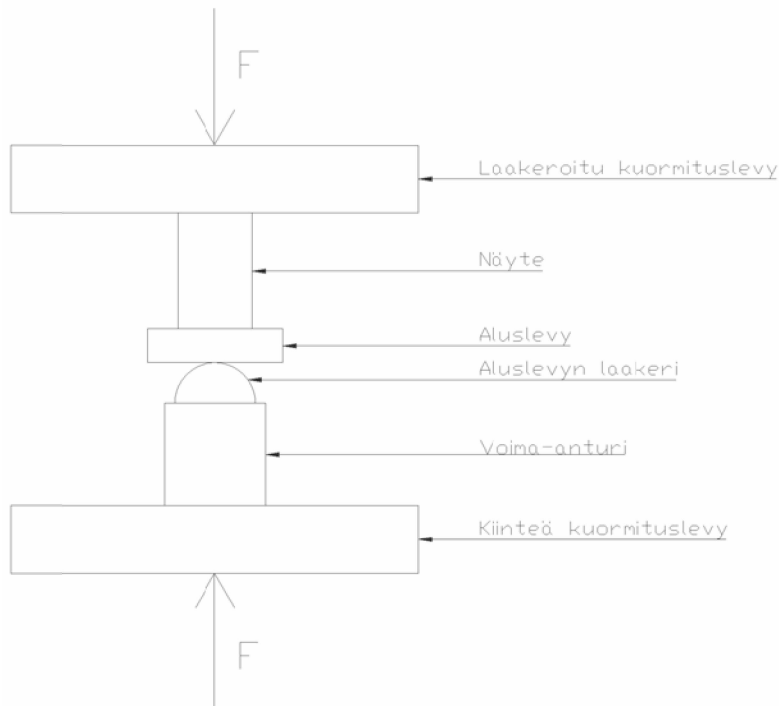 F
Laakeroitu kuormituslevy
Näyte
Aluslevy
Aluslevyn laakeri
Voima-anturi
Kiinteä kuormituslevy
F